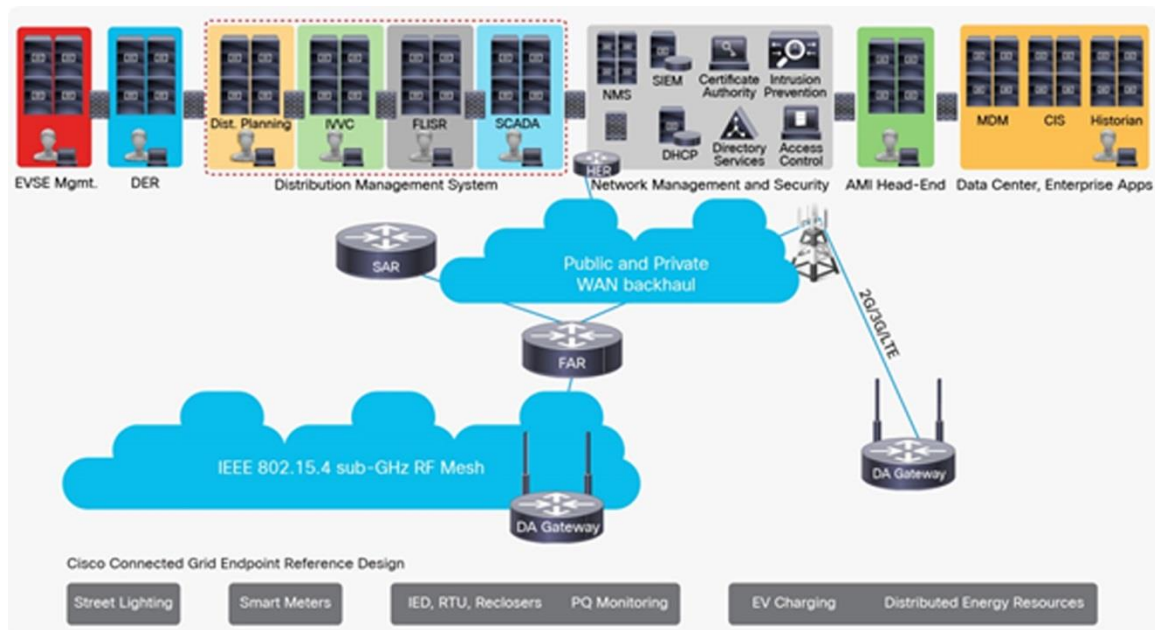 Dist. Planning
IVVC
FLISR
SCADA
NMS
SIEM
Certificate
Authority
Intrusion
Prevention
DHCP
Directory
Services
Access
Control
MDM
CIS
Historian
EVSE Mgmt.
DER
Distribution Management System
HER
Network Management and Security
AMI Head-End
Data Center, Enterprise Apps
SAR
Public and Private
WAN backhaul
2G/3G/LTE
FAR
IEEE 802.15.4 sub-GHz RF Mesh
DA Gateway
DA Gateway
Cisco Connected Grid Endpoint Reference Design
Street Lighting
Smart Meters
IED, RTU, Reclosers
PQ Monitoring
EV Charging
Distributed Energy Resources